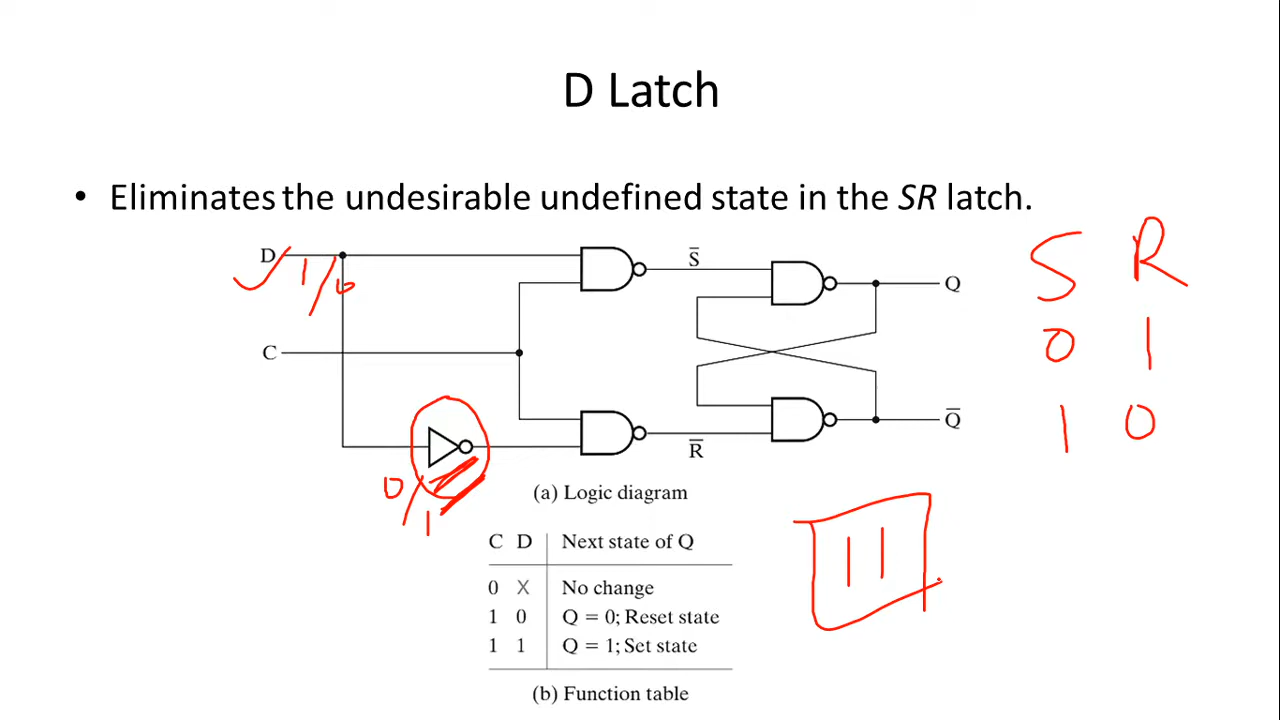 D Latch
• Eliminates the undesirable undefined state in the SR latch.
D 1/0
C
S̄
R̄
Q
Q̄
0/1
S R
0 1
1 0
11
(a) Logic diagram
C D Next state of Q
0 X No change
1 0 Q = 0; Reset state
1 1 Q = 1; Set state
(b) Function table